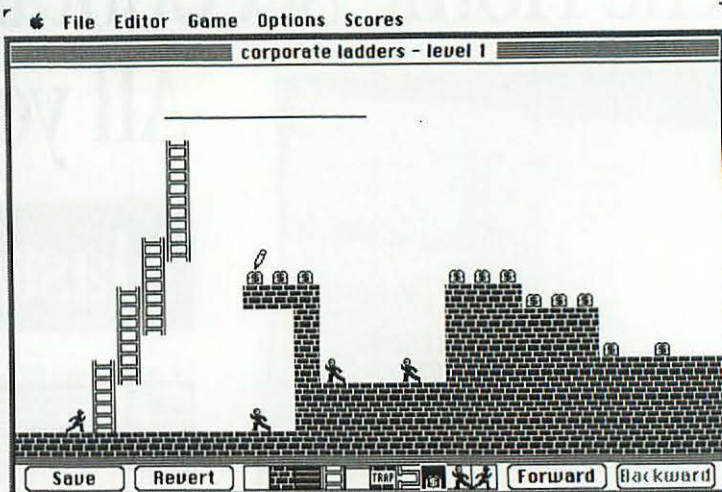 File Editor Game Options Scores
corporate ladders - level 1
Save Revert TRAP $ Forward Backward